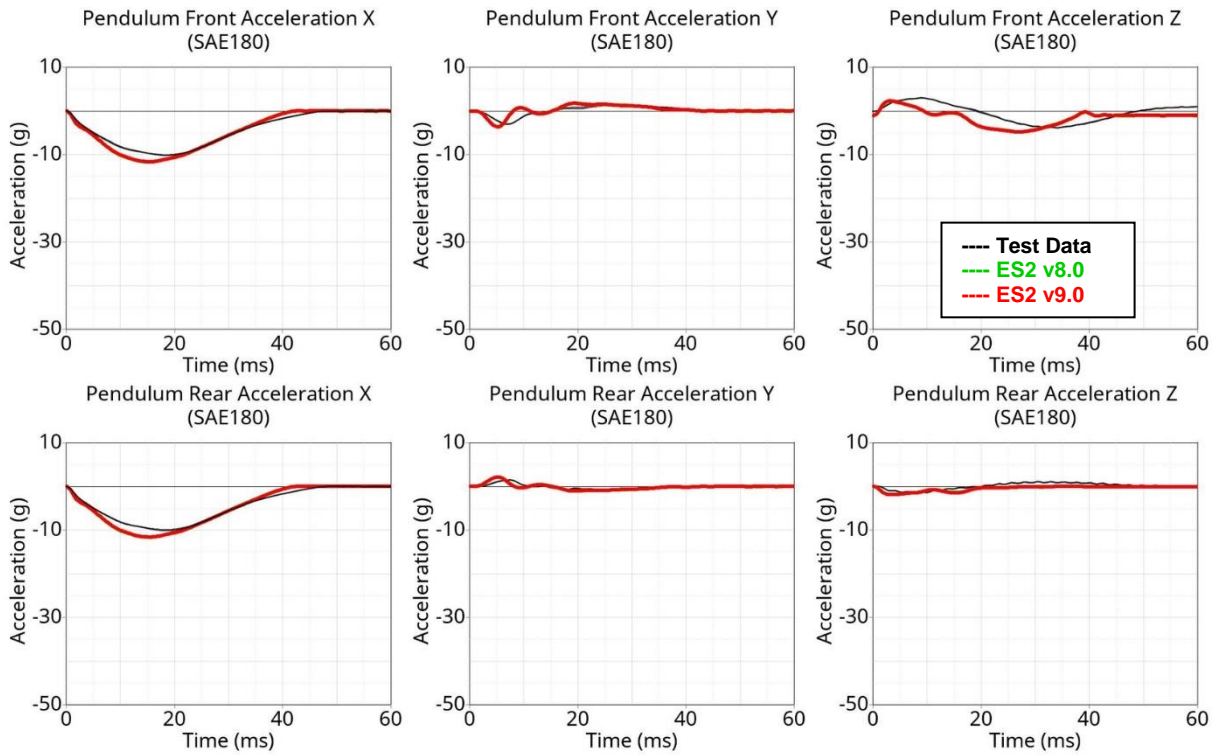 Pendulum Front Acceleration X
(SAE180)
Pendulum Front Acceleration Y
(SAE180)
Pendulum Front Acceleration Z
(SAE180)
Acceleration (g)
10
-10
-30
-50
0
20
40
60
Time (ms)
Acceleration (g)
10
-10
-30
-50
0
20
40
60
Time (ms)
Acceleration (g)
10
-10
-30
-50
0
20
40
60
Time (ms)
---- Test Data
---- ES2 v8.0
---- ES2 v9.0
Pendulum Rear Acceleration X
(SAE180)
Pendulum Rear Acceleration Y
(SAE180)
Pendulum Rear Acceleration Z
(SAE180)
Acceleration (g)
10
-10
-30
-50
0
20
40
60
Time (ms)
Acceleration (g)
10
-10
-30
-50
0
20
40
60
Time (ms)
Acceleration (g)
10
-10
-30
-50
0
20
40
60
Time (ms)